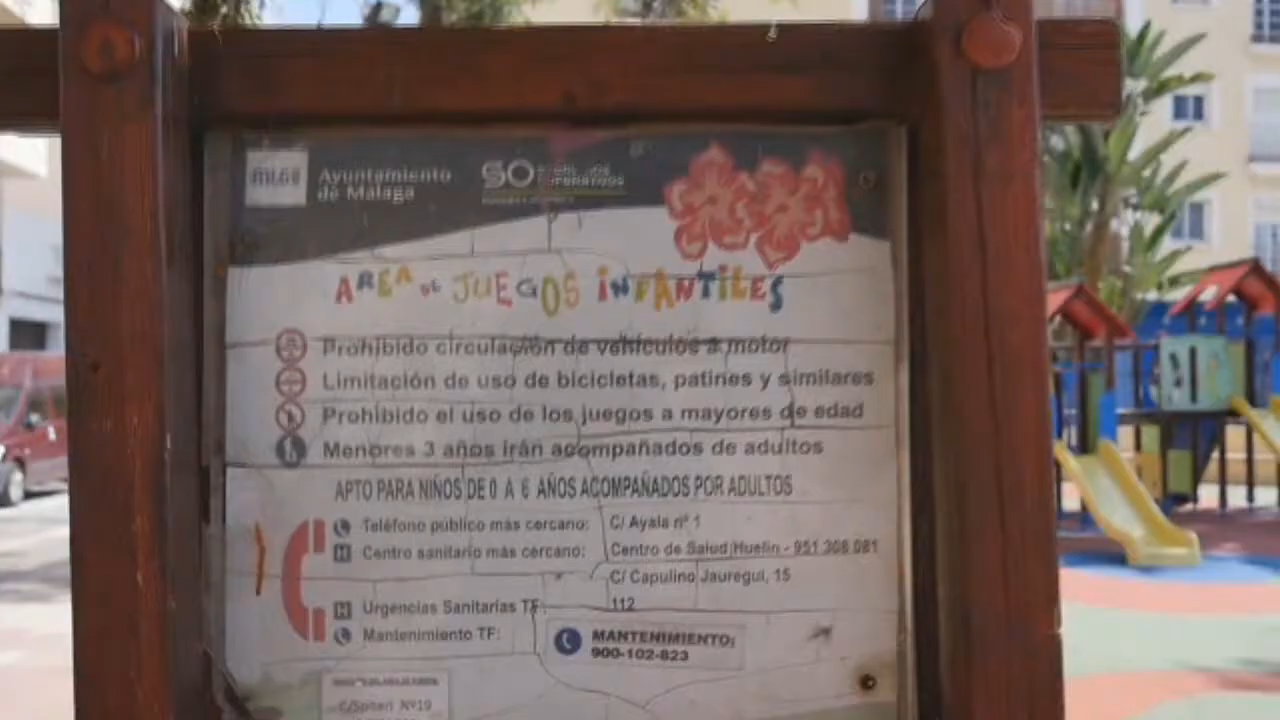 Ayuntamiento
de Málaga
AREA DE JUEGOS INFANTILES
Prohibido circulación de vehículos a motor
Limitación de uso de bicicletas, patines y similares
Prohibido el uso de los juegos a mayores de edad
Menores 3 años irán acompañados de adultos
APTO PARA NIÑOS DE 0 A 6 AÑOS ACOMPAÑADOS POR ADULTOS
Teléfono público más cercano: C/ Ayala nº 1
Centro sanitario más cercano: Centro de Salud Huelin - 951 308 081
C/ Capulino Jauregui, 15
Urgencias Sanitarias TF: 112
Mantenimiento TF:
MANTENIMIENTO:
900-102-823
Nº19